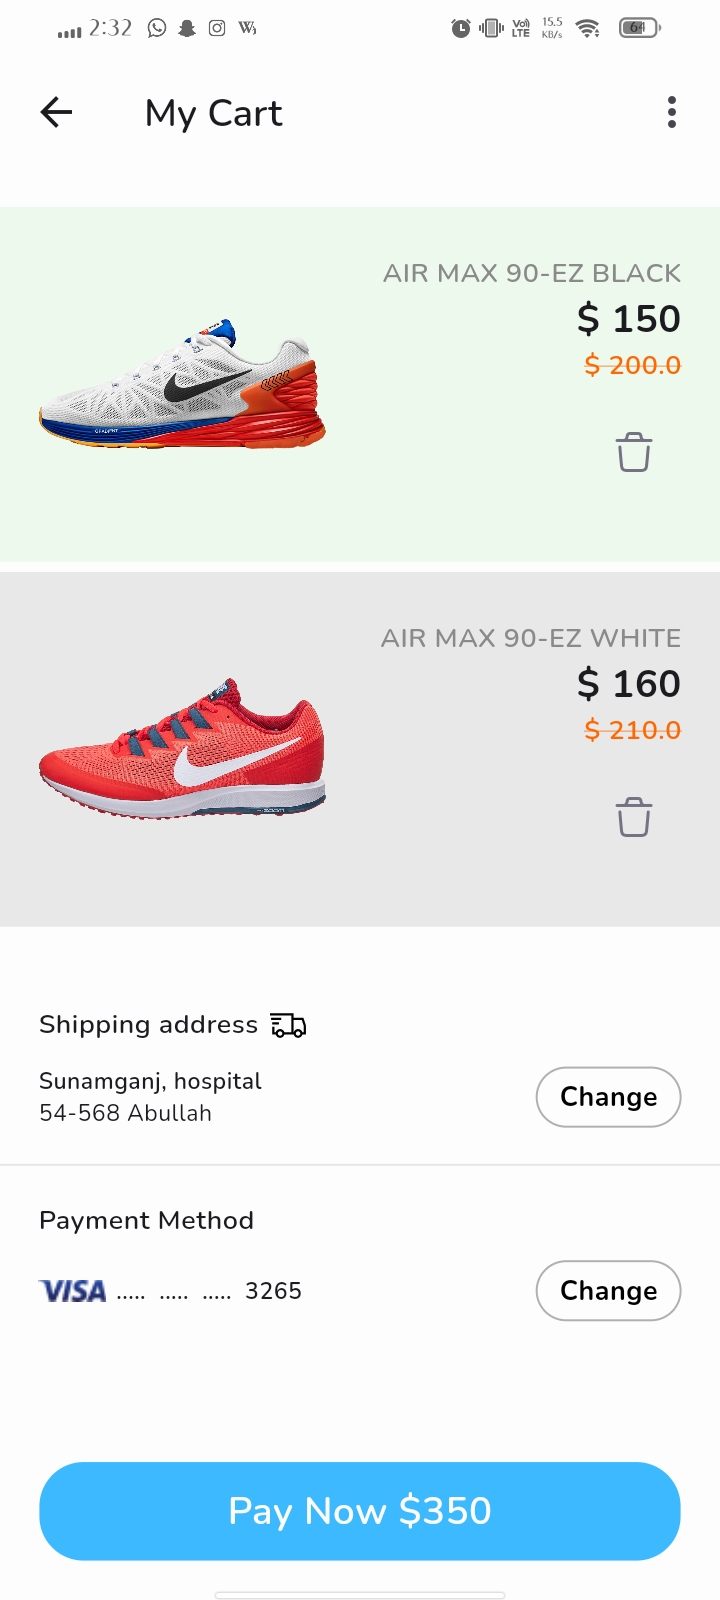 2:32
Vo))
LTE
15.5
KB/s
64
My Cart
AIR MAX 90-EZ BLACK
$ 150
$ 200.0
AIR MAX 90-EZ WHITE
$ 160
$ 210.0
Shipping address
Sunamganj, hospital
54-568 Abullah
Change
Payment Method
VISA ..... ..... ..... 3265
Change
Pay Now $350